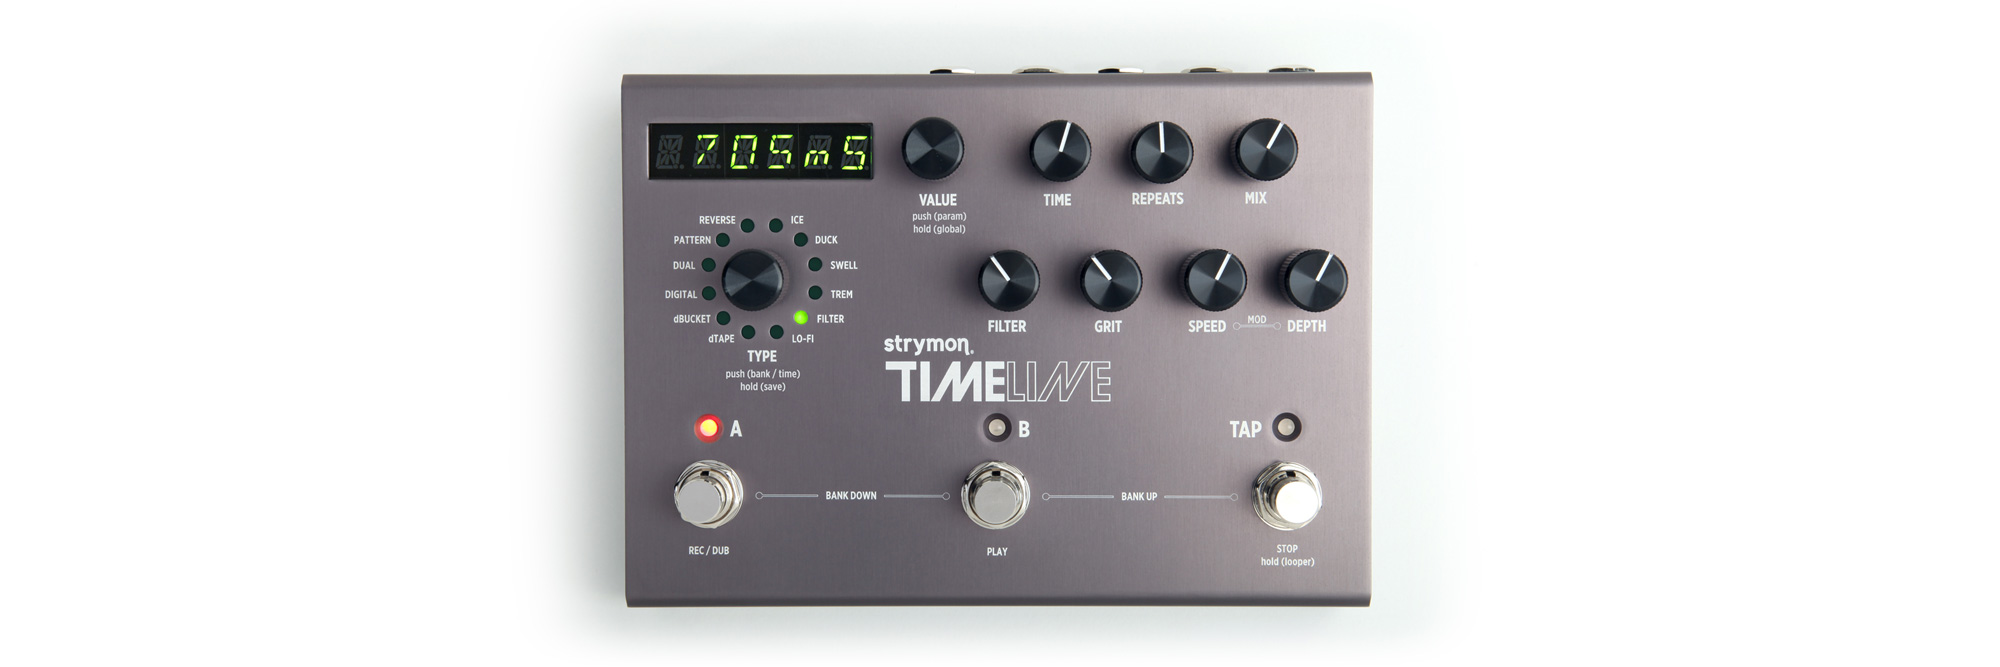 705mS
VALUE
push (param)
hold (global)
TIME
REPEATS
MIX
REVERSE
ICE
PATTERN
DUCK
DUAL
SWELL
DIGITAL
TREM
dBUCKET
FILTER
dTAPE
LO-FI
TYPE
push (bank / time)
hold (save)
FILTER
GRIT
SPEED
MOD
DEPTH
strymon®
TIMELINE
A
B
TAP
BANK DOWN
BANK UP
REC / DUB
PLAY
STOP
hold (looper)